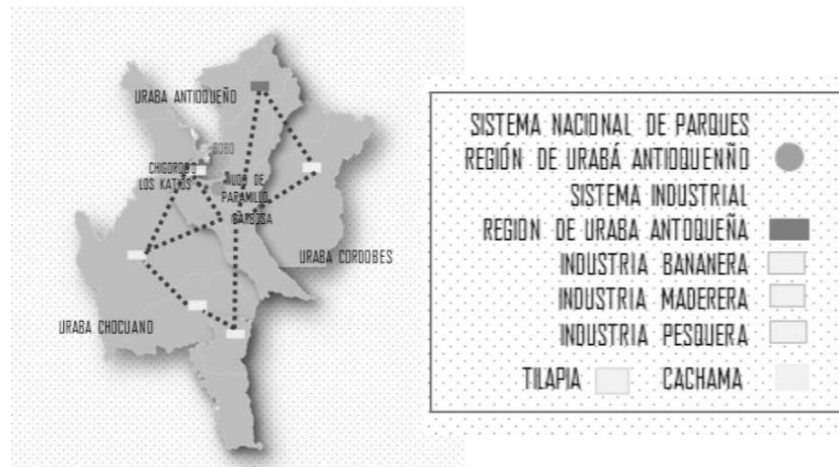 URABA ANTIOQUEÑO
BOBO
CHIGORODO
LOS KATIOS
NUDO DE
PARAMILLO
CAREOSA
URABA CORDOBES
URABA CHOCUANO
SISTEMA NACIONAL DE PARQUES
REGIÓN DE URABÁ ANTIOQUENÑO
SISTEMA INDUSTRIAL
REGION DE URABA ANTOQUEÑA
INDUSTRIA BANANERA
INDUSTRIA MADERERA
INDUSTRIA PESQUERA
TILAPIA CACHAMA